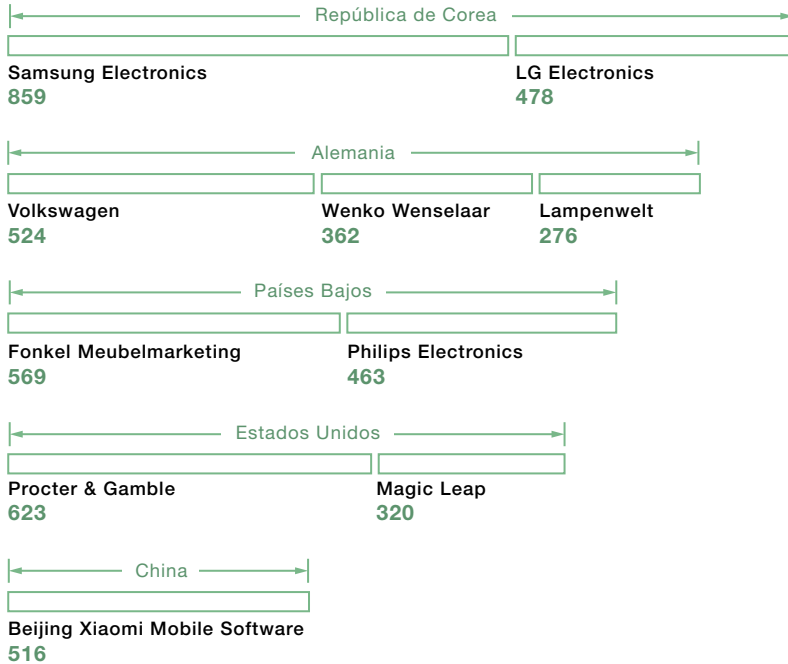 República de Corea
Samsung Electronics
859
LG Electronics
478
Alemania
Volkswagen
524
Wenko Wenselaar
362
Lampenwelt
276
Países Bajos
Fonkel Meubelmarketing
569
Philips Electronics
463
Estados Unidos
Procter & Gamble
623
Magic Leap
320
China
Beijing Xiaomi Mobile Software
516